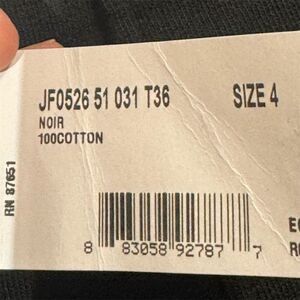 JF0526 51 031 T36 SIZE 4
NOIR
100COTTON
RN 87651
8 83058 92787 7